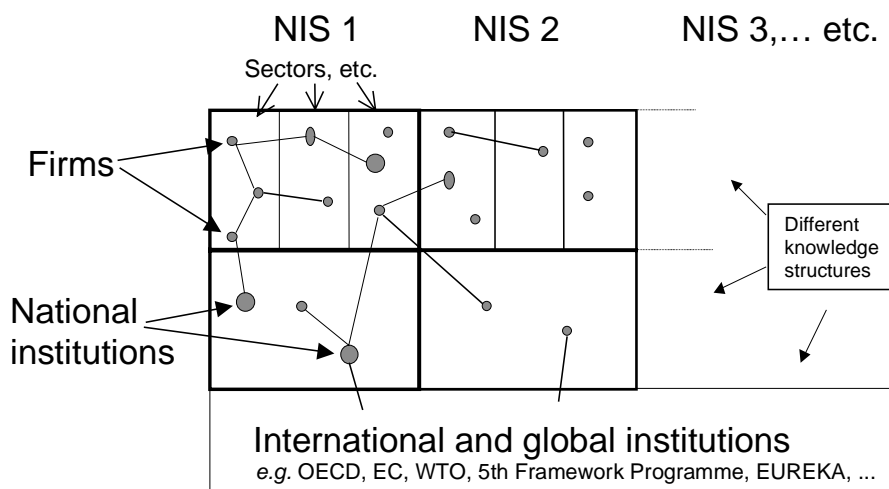 NIS 1 NIS 2 NIS 3,… etc.
Sectors, etc.
Firms
Different
knowledge
structures
National
institutions
International and global institutions
e.g. OECD, EC, WTO, 5th Framework Programme, EUREKA, ...